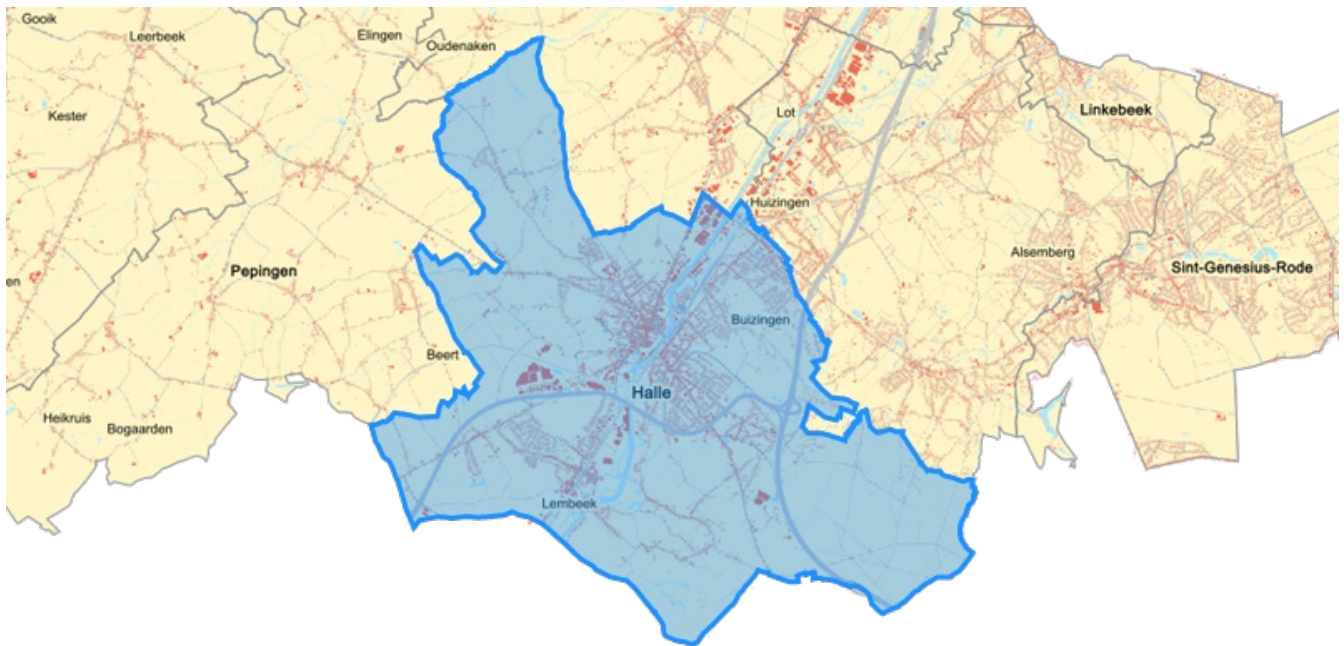 Gooik
Leerbeek
Elingen
Oudenaken
Kester
Lot
Linkebeek
Huizingen
Alsemberg
Sint-Genesius-Rode
en
Pepingen
Buizingen
Beert
Halle
Heikruis
Bogaarden
Lembeek